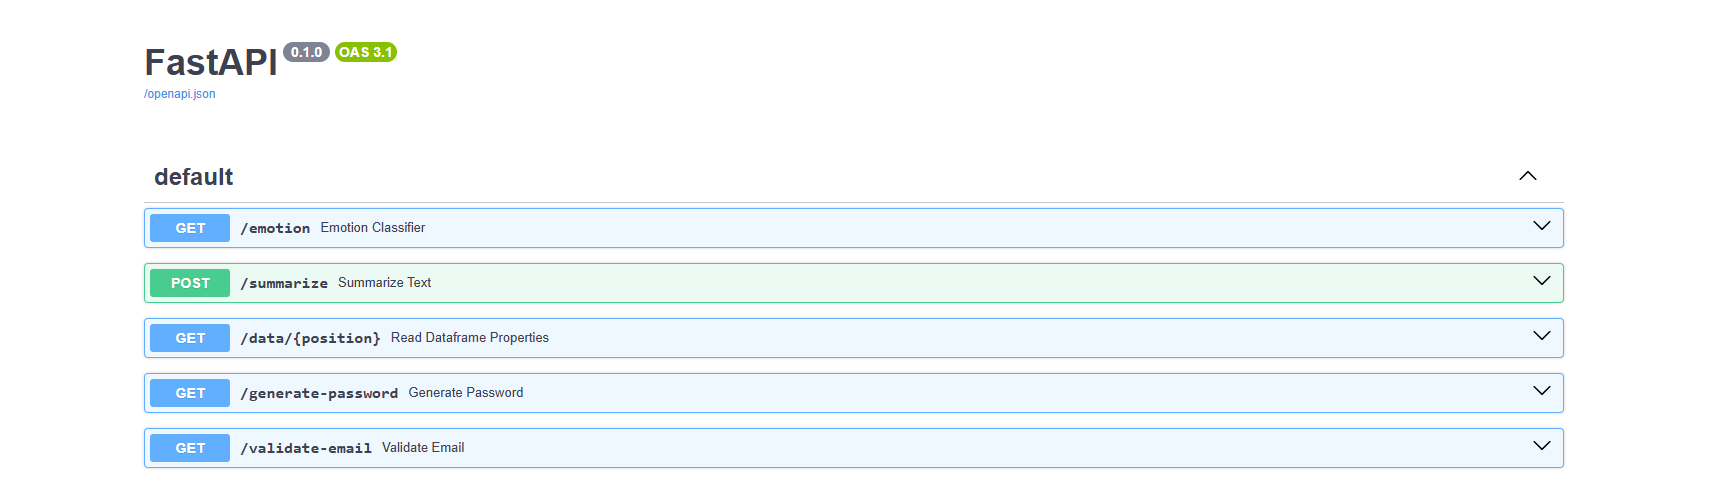 FastAPI 0.1.0 OAS 3.1
/openapi.json
default
GET /emotion Emotion Classifier
POST /summarize Summarize Text
GET /data/{position} Read Dataframe Properties
GET /generate-password Generate Password
GET /validate-email Validate Email